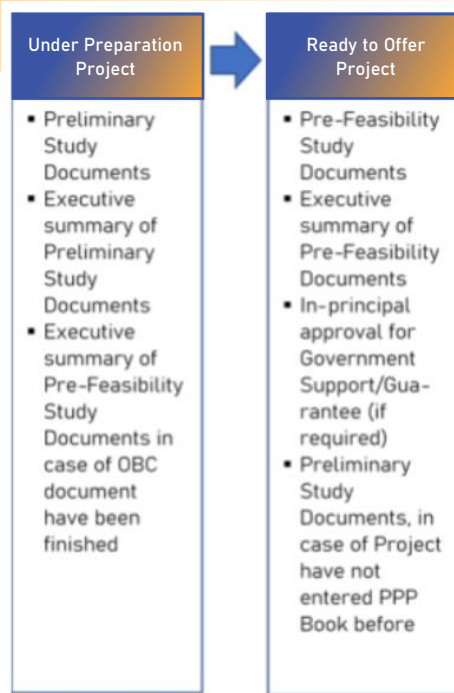 Under Preparation
Project
▪ Preliminary
Study
Documents
▪ Executive
summary of
Preliminary
Study
Documents
▪ Executive
summary of
Pre-Feasibility
Study
Documents in
case of OBC
document
have been
finished
Ready to Offer
Project
▪ Pre-Feasibility
Study
Documents
▪ Executive
summary of
Pre-Feasibility
Documents
▪ In-principal
approval for
Government
Support/Gua-
rantee (if
required)
▪ Preliminary
Study
Documents, in
case of Project
have not
entered PPP
Book before